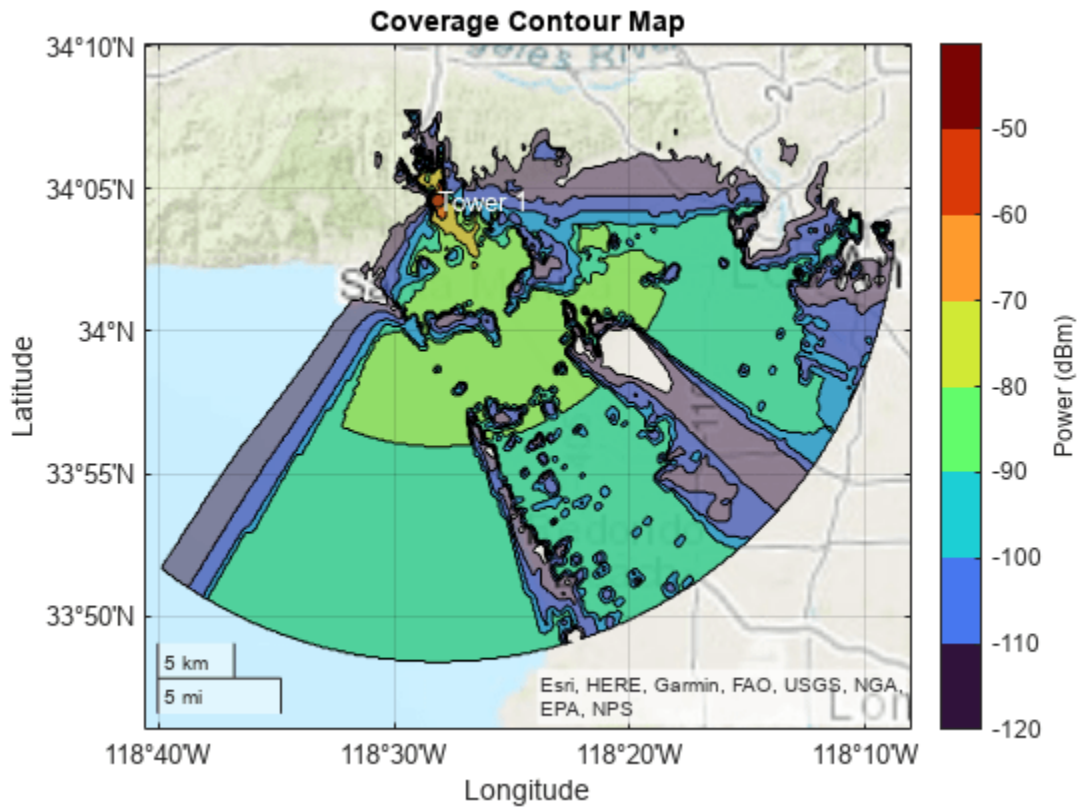 Coverage Contour Map
34°10'N
34°05'N
34°N
33°55'N
33°50'N
Latitude
Tower 1
5 km
5 mi
Esri, HERE, Garmin, FAO, USGS, NGA,
EPA, NPS
118°40'W
118°30'W
118°20'W
118°10'W
Longitude
-50
-60
-70
-80
-90
-100
-110
-120
Power (dBm)
2